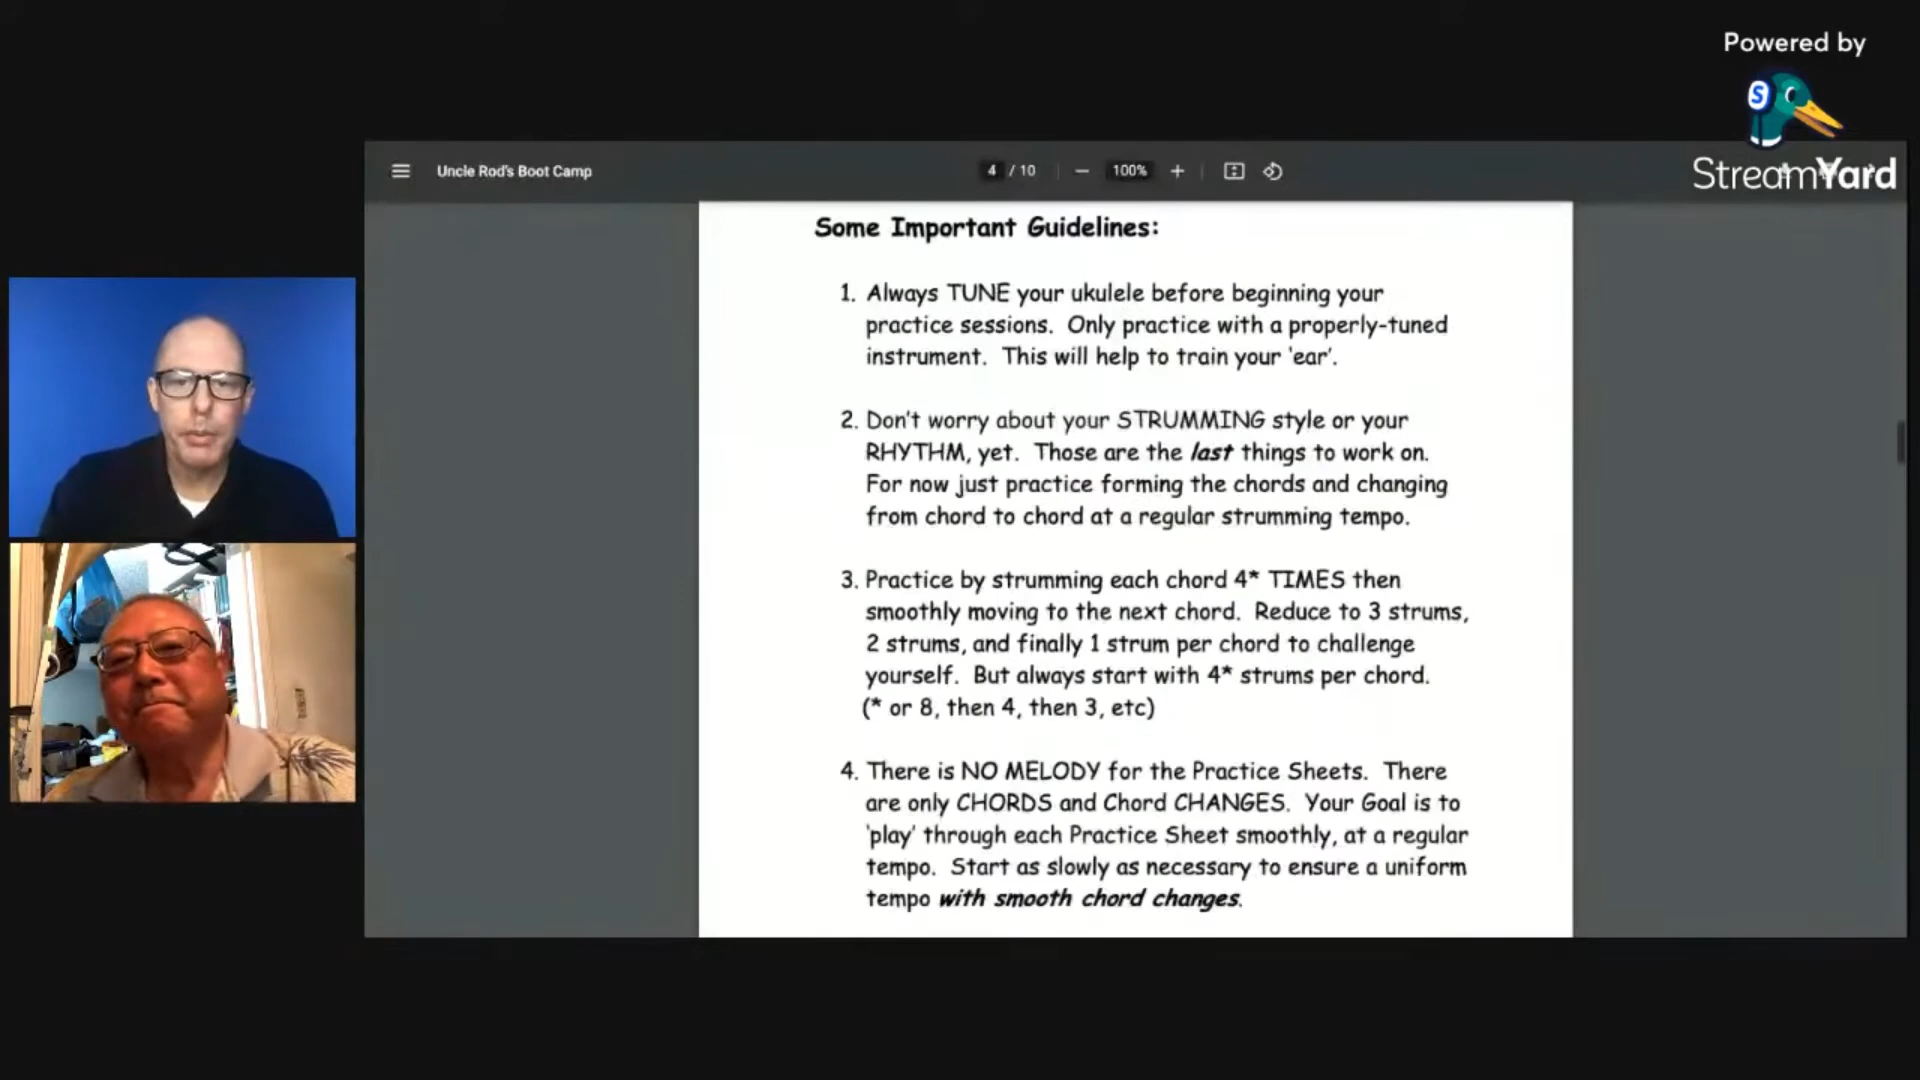 Powered by
S
StreamYard
Uncle Rod's Boot Camp
4 / 10
100%
Some Important Guidelines:
1. Always TUNE your ukulele before beginning your
practice sessions. Only practice with a properly-tuned
instrument. This will help to train your 'ear'.
2. Don't worry about your STRUMMING style or your
RHYTHM, yet. Those are the last things to work on.
For now just practice forming the chords and changing
from chord to chord at a regular strumming tempo.
3. Practice by strumming each chord 4* TIMES then
smoothly moving to the next chord. Reduce to 3 strums,
2 strums, and finally 1 strum per chord to challenge
yourself. But always start with 4* strums per chord.
(* or 8, then 4, then 3, etc)
4. There is NO MELODY for the Practice Sheets. There
are only CHORDS and Chord CHANGES. Your Goal is to
'play' through each Practice Sheet smoothly, at a regular
tempo. Start as slowly as necessary to ensure a uniform
tempo with smooth chord changes.